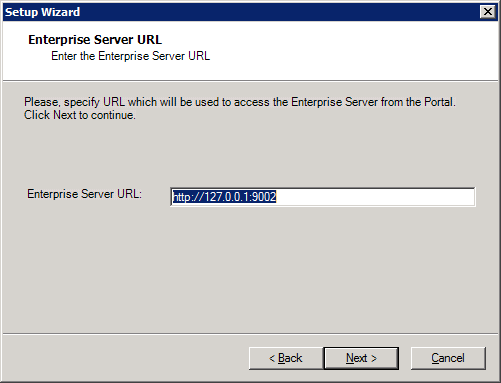 Setup Wizard
Enterprise Server URL
Enter the Enterprise Server URL
Please, specify URL which will be used to access the Enterprise Server from the Portal.
Click Next to continue.
Enterprise Server URL: http://127.0.0.1:9002
< Back Next > Cancel